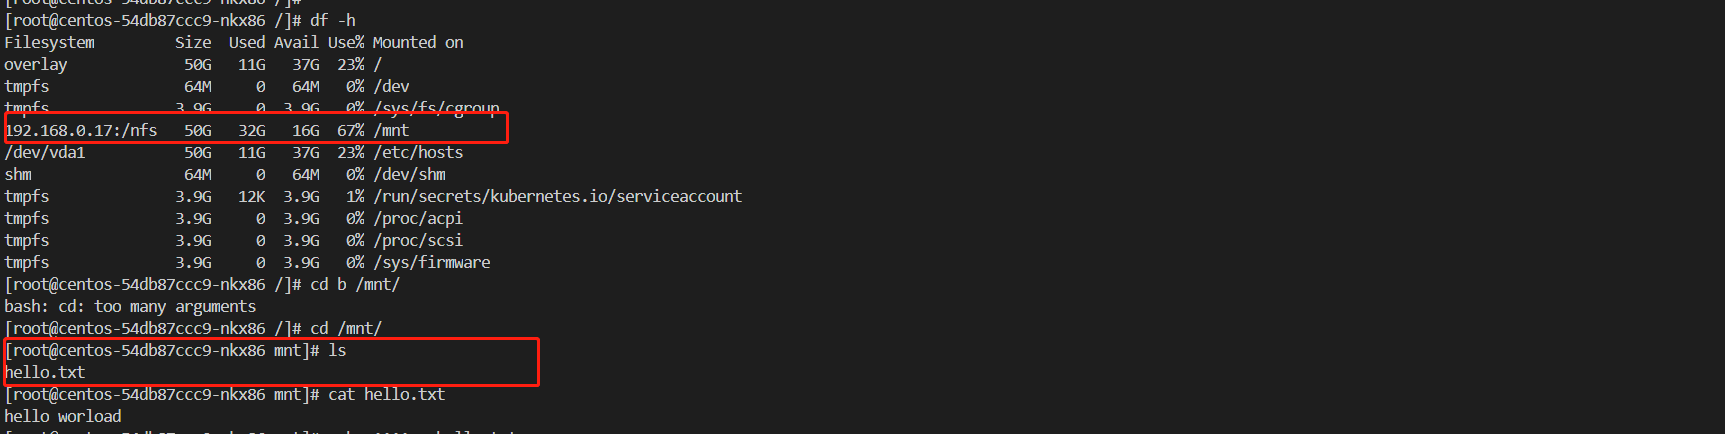 [root@centos-54db87ccc9-nkx86 /]#
[root@centos-54db87ccc9-nkx86 /]# df -h
Filesystem Size Used Avail Use% Mounted on
overlay 50G 11G 37G 23% /
tmpfs 64M 0 64M 0% /dev
tmpfs 3.9G 0 3.9G 0% /sys/fs/cgroup
192.168.0.17:/nfs 50G 32G 16G 67% /mnt
/dev/vda1 50G 11G 37G 23% /etc/hosts
shm 64M 0 64M 0% /dev/shm
tmpfs 3.9G 12K 3.9G 1% /run/secrets/kubernetes.io/serviceaccount
tmpfs 3.9G 0 3.9G 0% /proc/acpi
tmpfs 3.9G 0 3.9G 0% /proc/scsi
tmpfs 3.9G 0 3.9G 0% /sys/firmware
[root@centos-54db87ccc9-nkx86 /]# cd b /mnt/
bash: cd: too many arguments
[root@centos-54db87ccc9-nkx86 /]# cd /mnt/
[root@centos-54db87ccc9-nkx86 mnt]# ls
hello.txt
[root@centos-54db87ccc9-nkx86 mnt]# cat hello.txt
hello worload